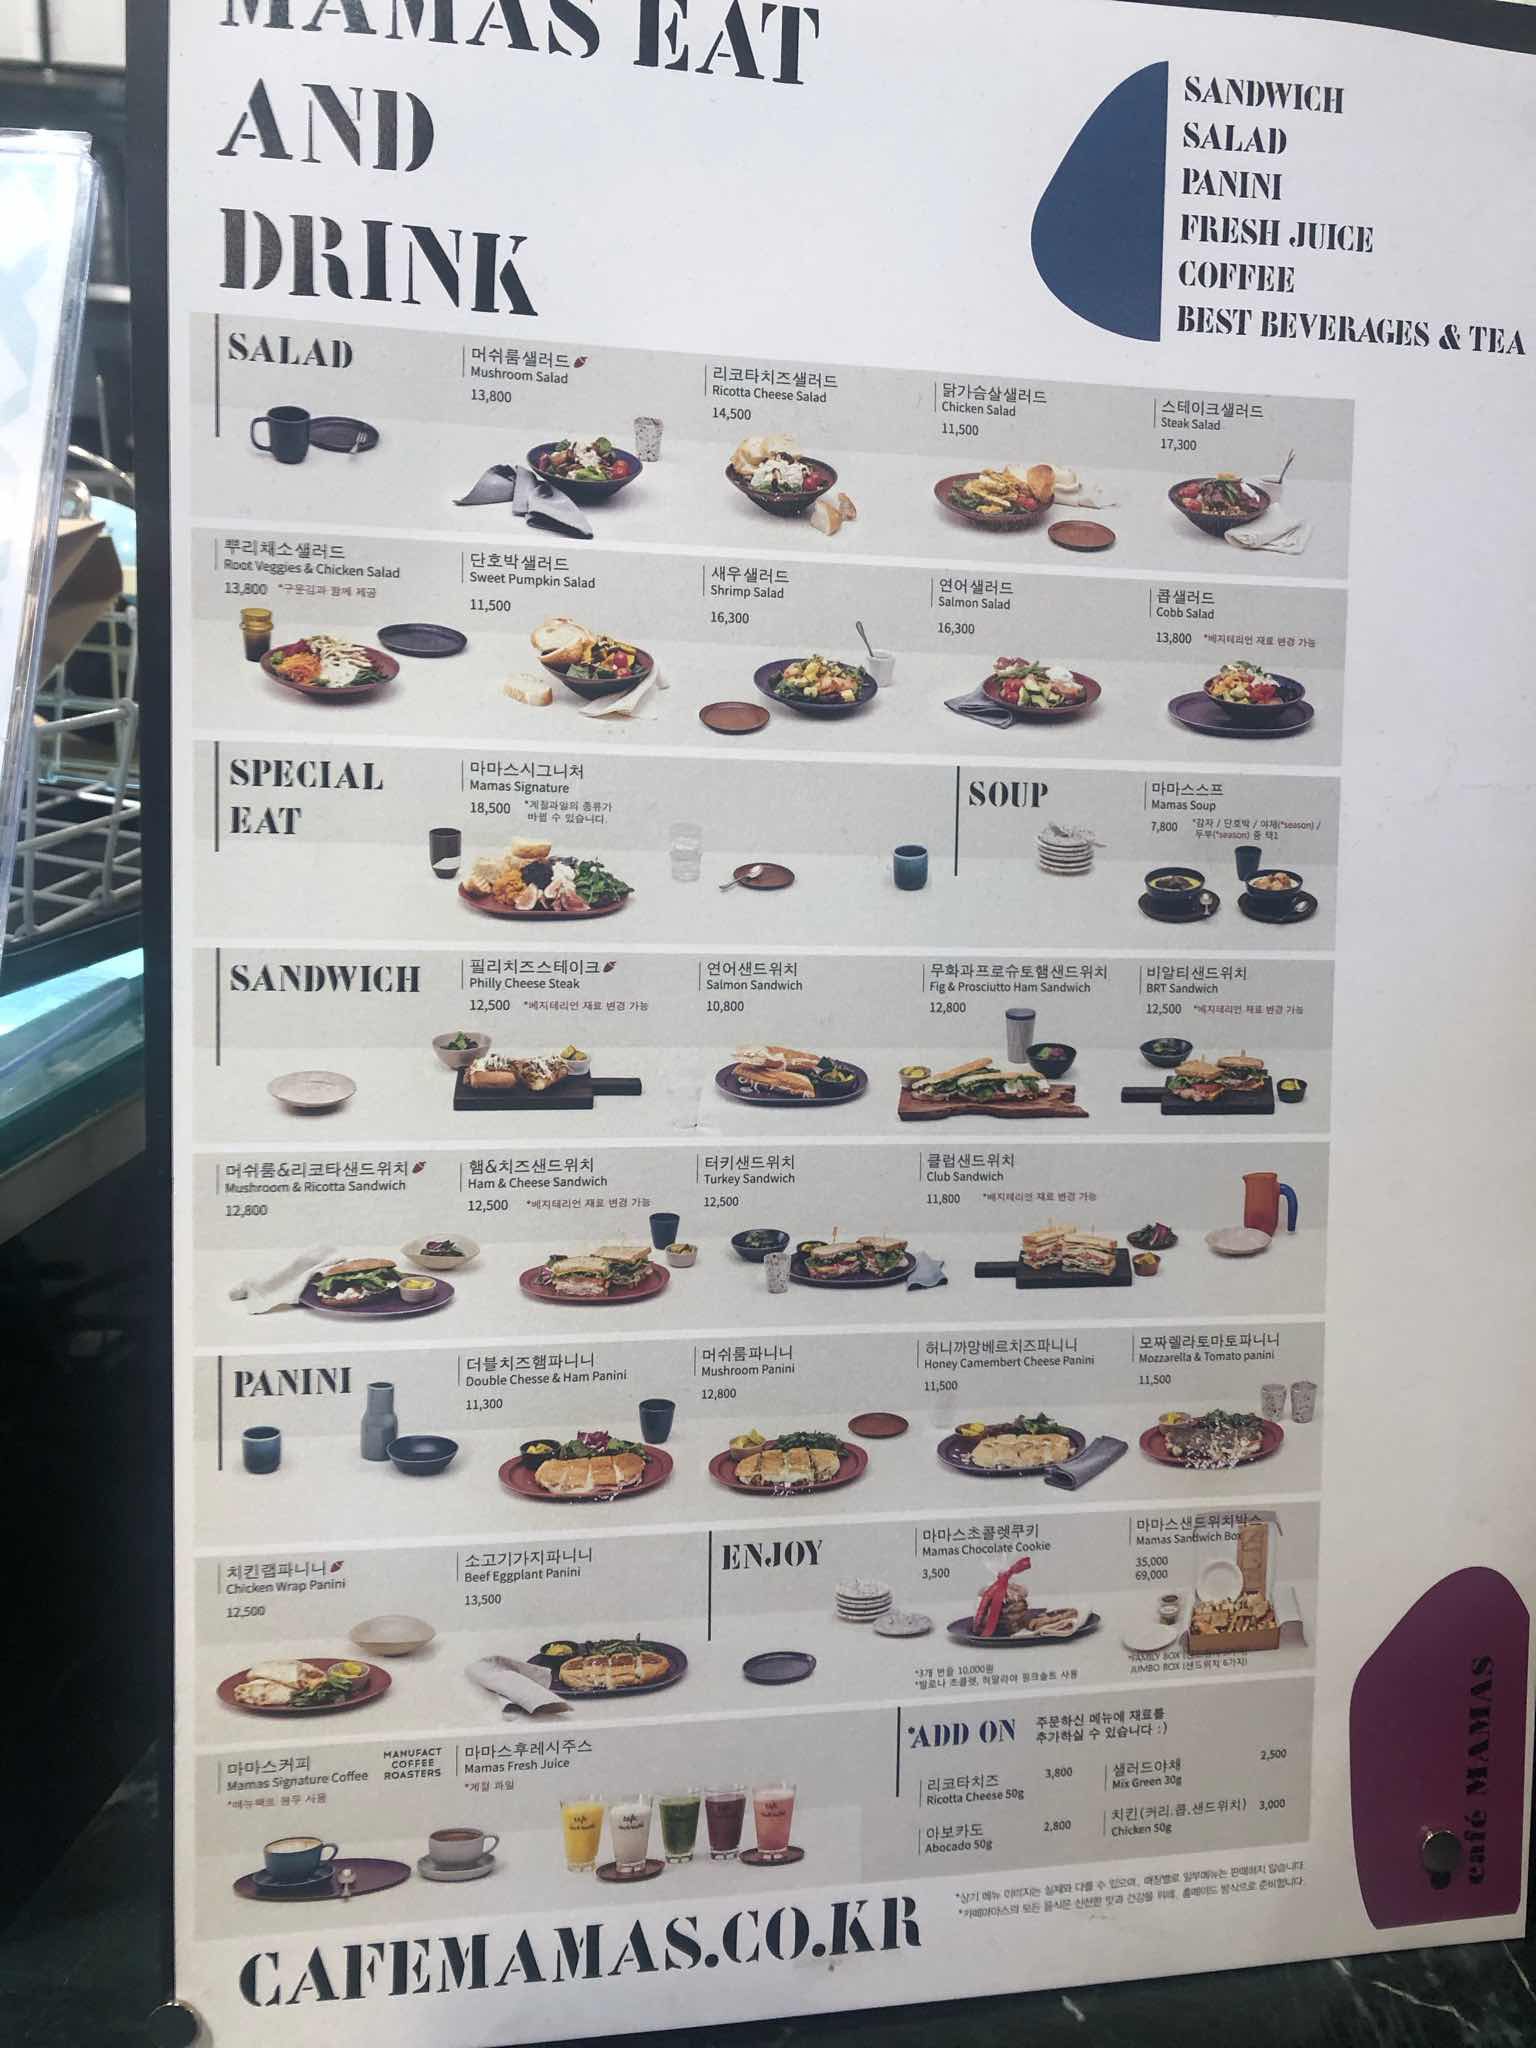 MAMAS EAT
AND
DRINK
SANDWICH
SALAD
PANINI
FRESH JUICE
COFFEE
BEST BEVERAGES & TEA
SALAD
머쉬룸샐러드
Mushroom Salad
13,800
리코타치즈샐러드
Ricotta Cheese Salad
14,500
닭가슴살샐러드
Chicken Salad
11,500
스테이크샐러드
Steak Salad
17,300
뿌리채소샐러드
Root Veggies & Chicken Salad
13,800 *구운김과 함께 제공
단호박샐러드
Sweet Pumpkin Salad
11,500
새우샐러드
Shrimp Salad
16,300
연어샐러드
Salmon Salad
16,300
콥샐러드
Cobb Salad
13,800 *베지테리언 재료 변경 가능
SPECIAL
EAT
마마스시그니처
Mamas Signature
18,500 *계절과일의 종류가
바뀔 수 있습니다.
SOUP
마마스스프
Mamas Soup
7,800 *감자 / 단호박 / 야채(*season) /
두부(*season) 중 택1
SANDWICH
필리치즈스테이크
Philly Cheese Steak
12,500 *베지테리언 재료 변경 가능
연어샌드위치
Salmon Sandwich
10,800
무화과프로슈토햄샌드위치
Fig & Prosciutto Ham Sandwich
12,800
비알티샌드위치
BRT Sandwich
12,500 *베지테리언 재료 변경 가능
머쉬룸&리코타샌드위치
Mushroom & Ricotta Sandwich
12,800
햄&치즈샌드위치
Ham & Cheese Sandwich
12,500 *베지테리언 재료 변경 가능
터키샌드위치
Turkey Sandwich
12,500
클럽샌드위치
Club Sandwich
11,800 *베지테리언 재료 변경 가능
PANINI
더블치즈햄파니니
Double Chesse & Ham Panini
11,300
머쉬룸파니니
Mushroom Panini
12,800
허니까망베르치즈파니니
Honey Camembert Cheese Panini
11,500
모짜렐라토마토파니니
Mozzarella & Tomato panini
11,500
치킨랩파니니
Chicken Wrap Panini
12,500
소고기가지파니니
Beef Eggplant Panini
13,500
ENJOY
마마스초콜렛쿠키
Mamas Chocolate Cookie
3,500
*3개 번들 10,000원
*발로나 초콜렛, 히말라야 핑크솔트 사용
마마스샌드위치박스
Mamas Sandwich Box
35,000
69,000
*FAMILY BOX
JUMBO BOX (샌드위치 6가지)
마마스커피
Mamas Signature Coffee
*메뉴팩트 원두 사용
MANUFACT
COFFEE
ROASTERS
마마스후레시주스
Mamas Fresh Juice
*계절 과일
*ADD ON
주문하신 메뉴에 재료를
추가하실 수 있습니다 :)
리코타치즈 3,800
Ricotta Cheese 50g
샐러드야채 2,500
Mix Green 30g
아보카도 2,800
Abocado 50g
치킨(커리.콥.샌드위치) 3,000
Chicken 50g
*상기 메뉴 이미지는 실제와 다를 수 있으며, 매장별로 일부메뉴는 판매하지 않습니다.
*카페마마스의 모든 음식은 신선한 맛과 건강을 위해, 홈메이드 방식으로 준비합니다.
CAFEMAMAS.CO.KR
café MAMAS